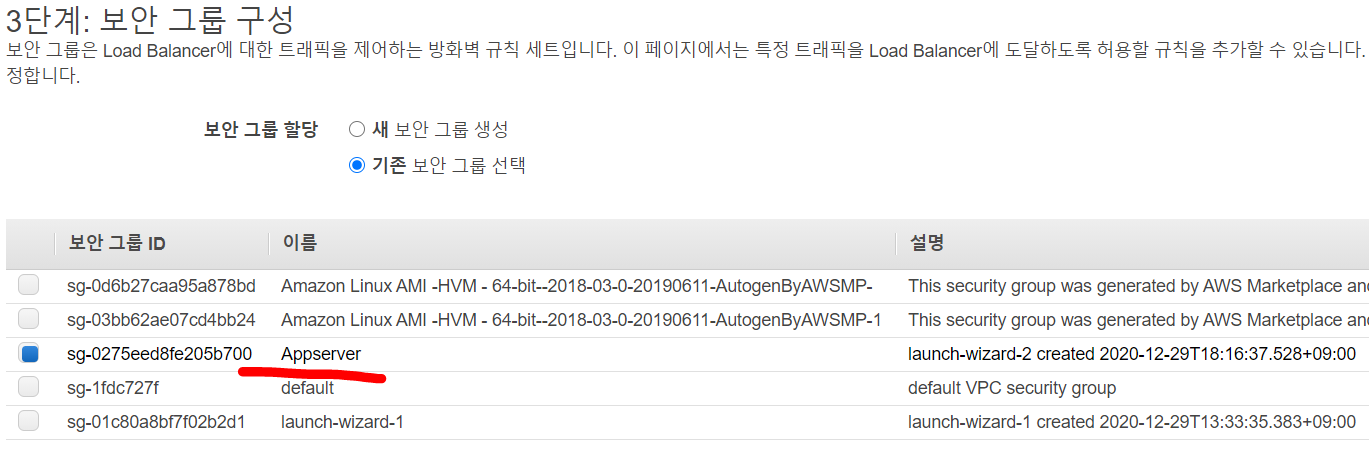 3단계: 보안 그룹 구성
보안 그룹은 Load Balancer에 대한 트래픽을 제어하는 방화벽 규칙 세트입니다. 이 페이지에서는 특정 트래픽을 Load Balancer에 도달하도록 허용할 규칙을 추가할 수 있습니다.
정합니다.
보안 그룹 할당 새 보안 그룹 생성
기존 보안 그룹 선택
보안 그룹 ID 이름 설명
sg-0d6b27caa95a878bd Amazon Linux AMI -HVM - 64-bit--2018-03-0-20190611-AutogenByAWSMP- This security group was generated by AWS Marketplace and
sg-03bb62ae07cd4bb24 Amazon Linux AMI -HVM - 64-bit--2018-03-0-20190611-AutogenByAWSMP-1 This security group was generated by AWS Marketplace and
sg-0275eed8fe205b700 Appserver launch-wizard-2 created 2020-12-29T18:16:37.528+09:00
sg-1fdc727f default default VPC security group
sg-01c80a8bf7f02b2d1 launch-wizard-1 launch-wizard-1 created 2020-12-29T13:33:35.383+09:00